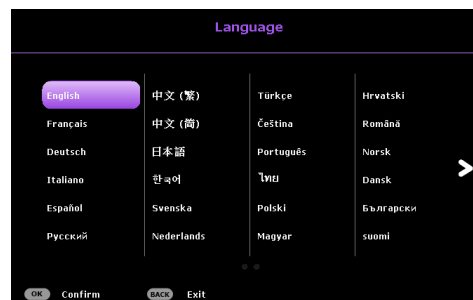 Language
English
Français
Deutsch
Italiano
Español
Русский
中文 (繁)
中文 (简)
日本語
한국어
Svenska
Nederlands
Türkçe
Čeština
Português
ไทย
Polski
Magyar
Hrvatski
Română
Norsk
Dansk
Български
suomi
OK Confirm
BACK Exit